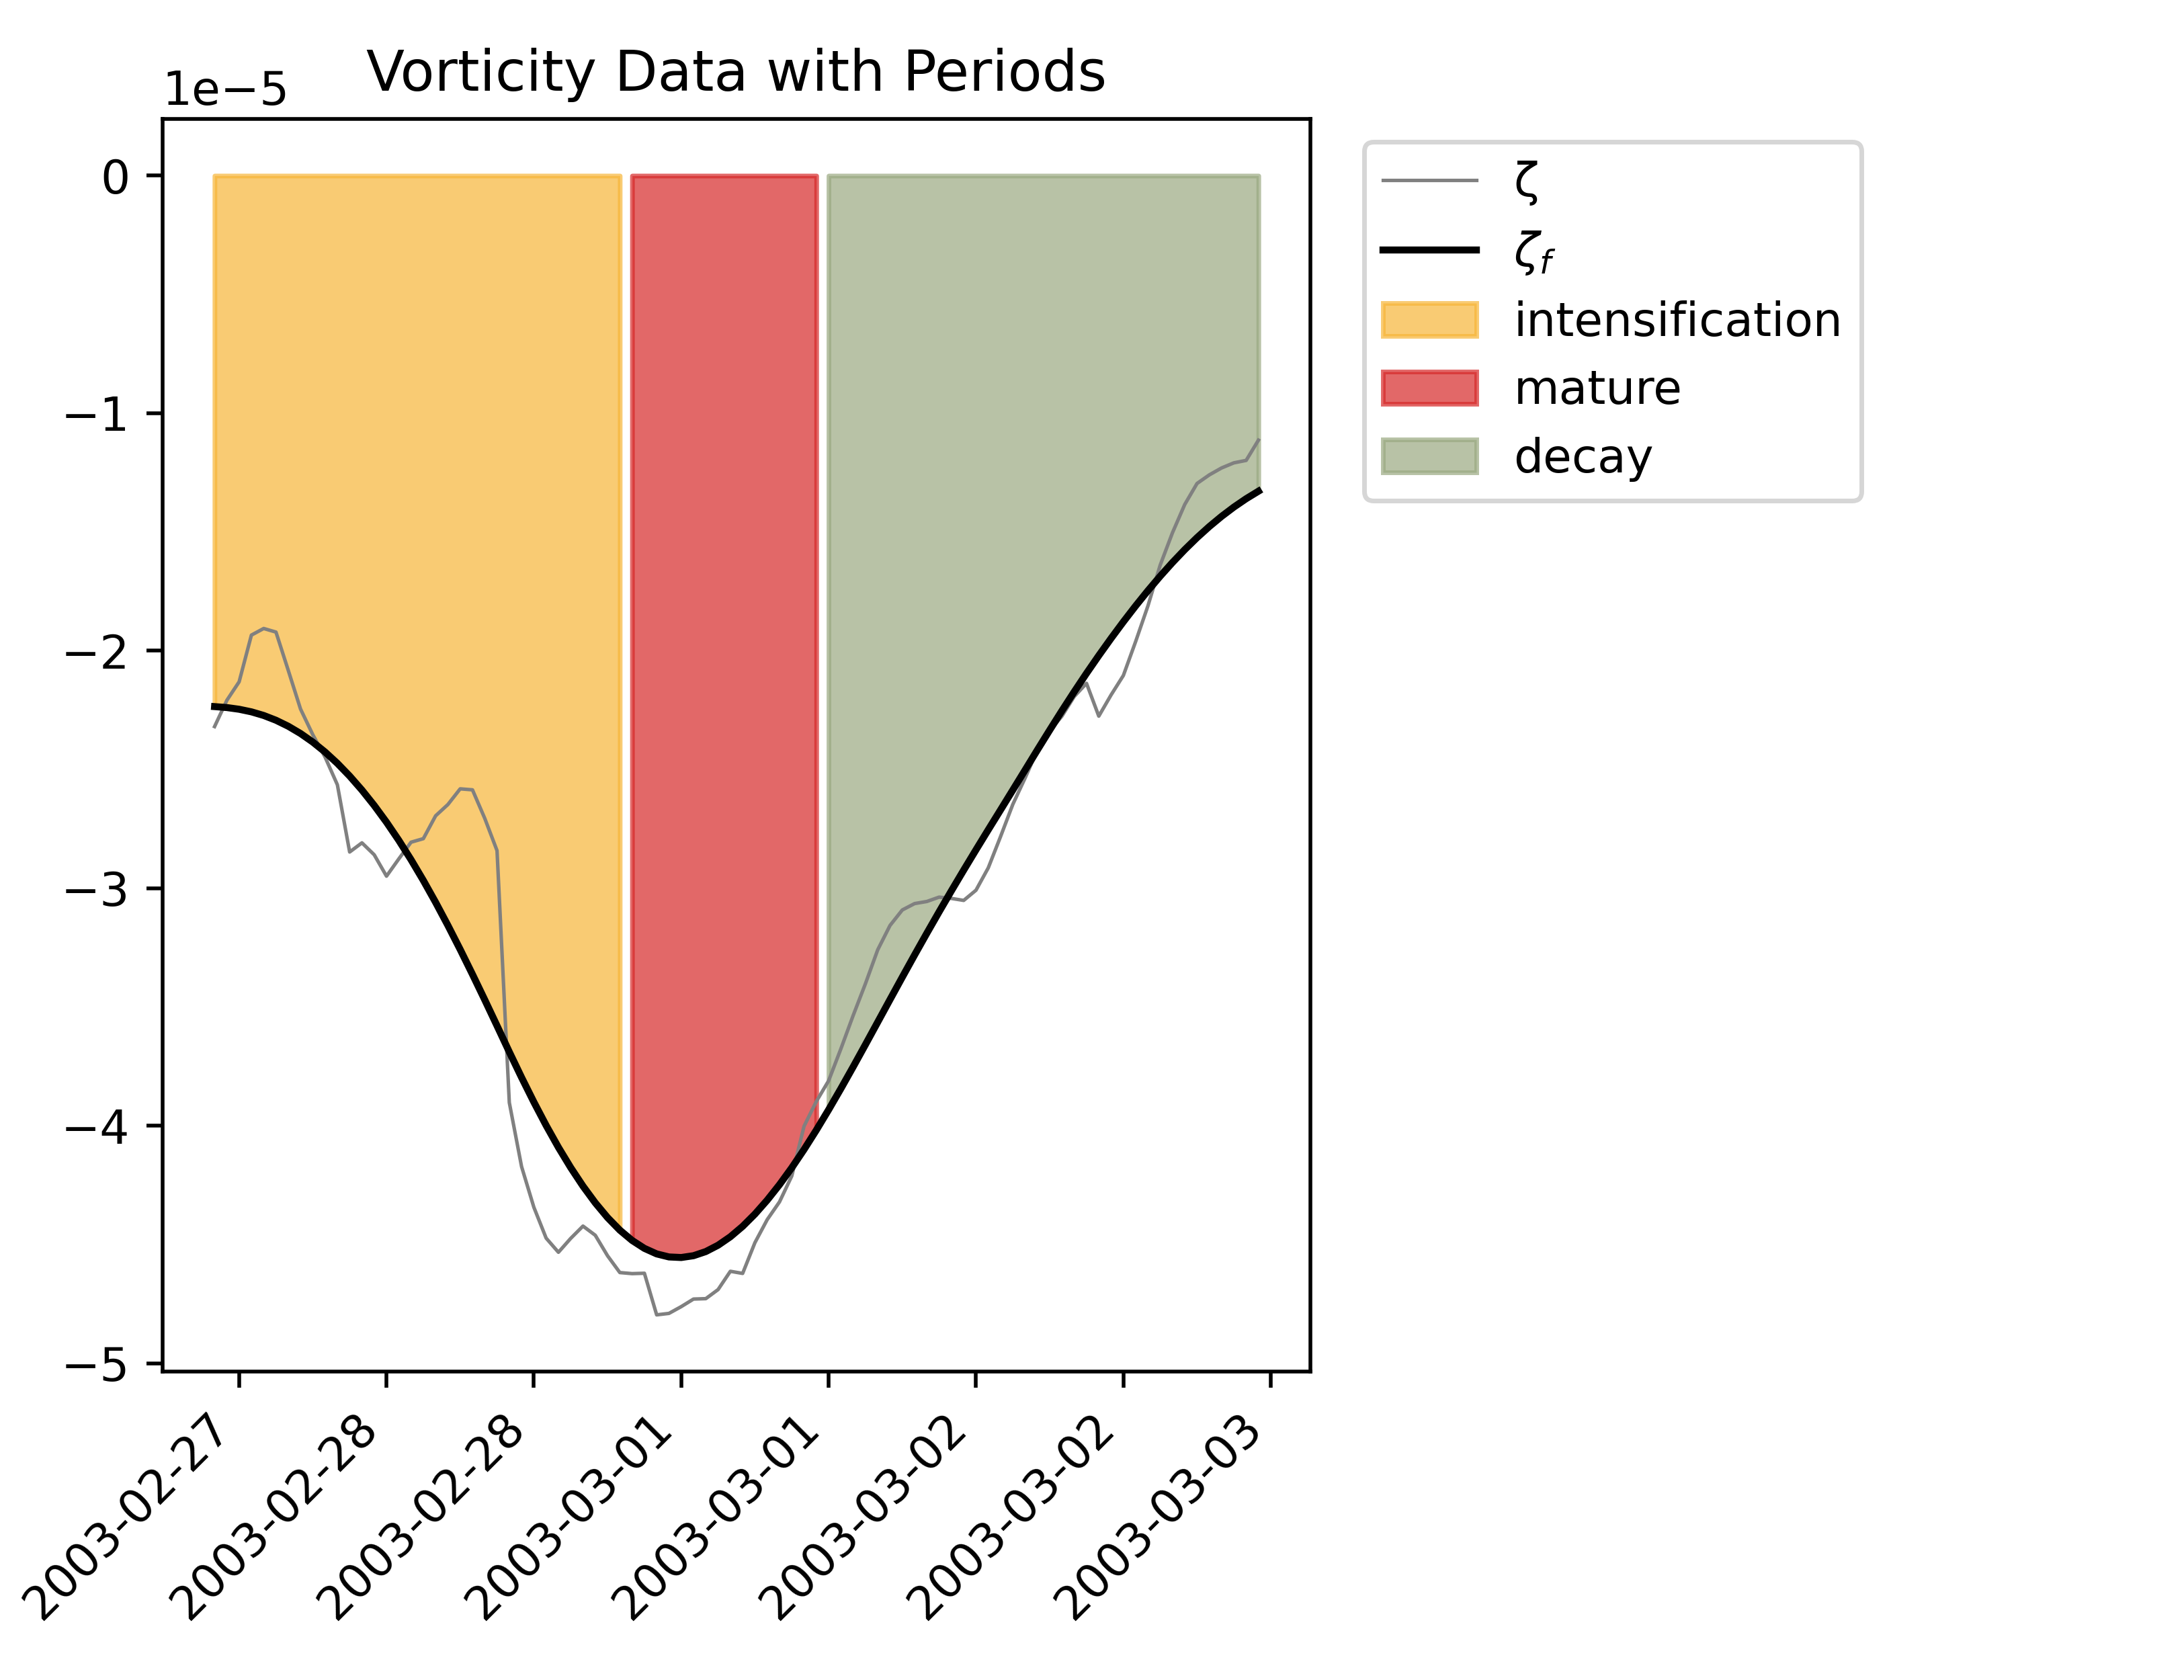 Vorticity Data with Periods
1e−5
0
−1
−2
−3
−4
−5
2003-02-27
2003-02-28
2003-02-28
2003-03-01
2003-03-01
2003-03-02
2003-03-02
2003-03-03
ζ
ζf
intensification
mature
decay